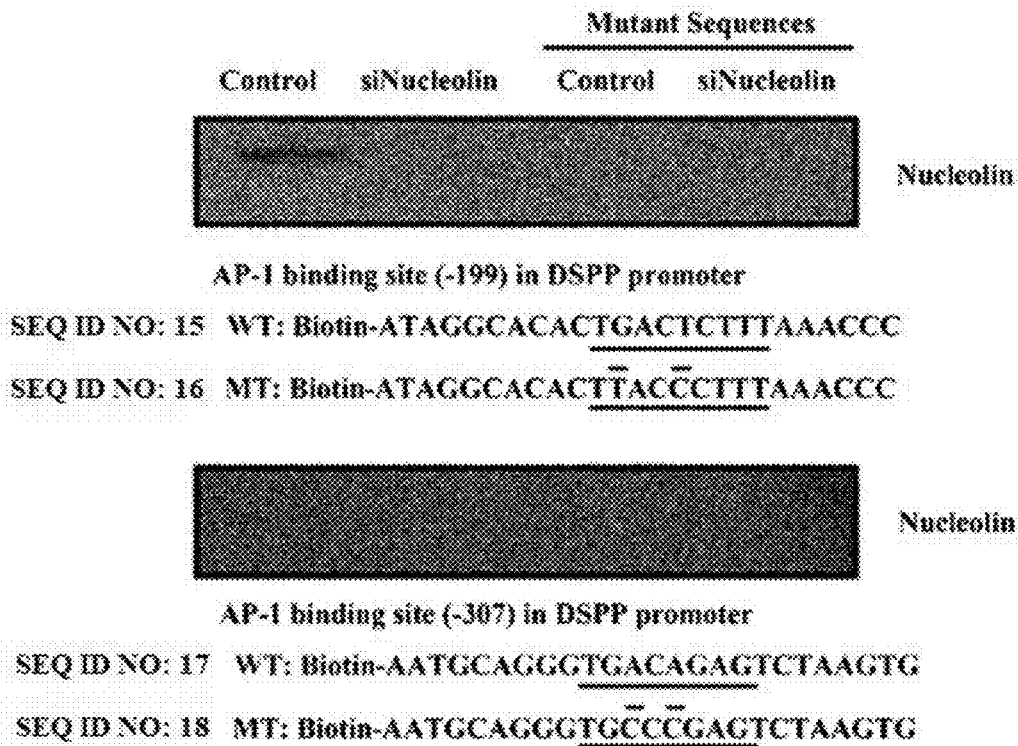 Mutant Sequences
Control siNucleolin Control siNucleolin
Nucleolin
AP-1 binding site (-199) in DSPP promoter
SEQ ID NO: 15 WT: Biotin-ATAGGCACACTGACTCTTTAAACCC
SEQ ID NO: 16 MT: Biotin-ATAGGCACACTTACCCTTTAAACCC
Nucleolin
AP-1 binding site (-307) in DSPP promoter
SEQ ID NO: 17 WT: Biotin-AATGCAGGGTGACAGAGTCTAAGTG
SEQ ID NO: 18 MT: Biotin-AATGCAGGGTGCCCGAGTCTAAGTG